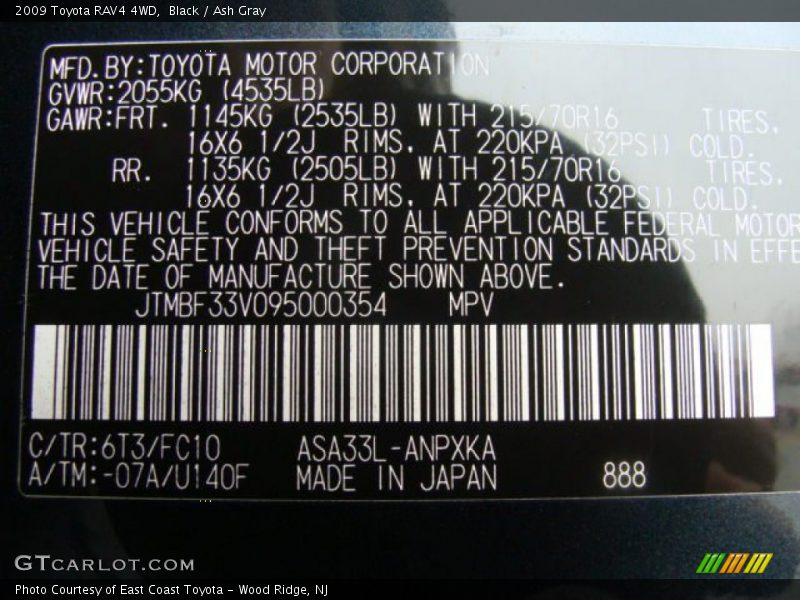 2009 Toyota RAV4 4WD, Black / Ash Gray
MFD.BY:TOYOTA MOTOR CORPORATION
GVWR:2055KG (4535LB)
GAWR:FRT. 1145KG (2535LB) WITH 215/70R16 TIRES,
16X6 1/2J RIMS, AT 220KPA (32PSI) COLD.
RR. 1135KG (2505LB) WITH 215/70R16 TIRES,
16X6 1/2J RIMS, AT 220KPA (32PSI) COLD.
THIS VEHICLE CONFORMS TO ALL APPLICABLE FEDERAL MOTOR
VEHICLE SAFETY AND THEFT PREVENTION STANDARDS IN EFFE
THE DATE OF MANUFACTURE SHOWN ABOVE.
JTMBF33V095000354 MPV
C/TR:6T3/FC10 ASA33L-ANPXKA
A/TM:-07A/U140F MADE IN JAPAN 888
GTCARLOT.COM
Photo Courtesy of East Coast Toyota - Wood Ridge, NJ